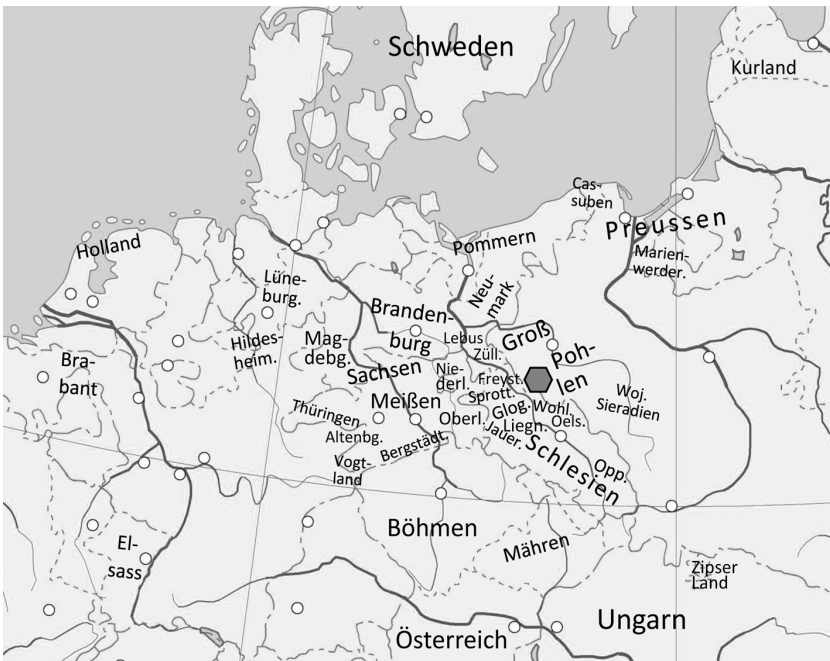 Schweden
Kurland
Cas-
suben
Preussen
Holland
Pommern
Marien-
werder.
Lüne-
burg.
Neu-
mark
Branden-
burg
Hildes-
heim.
Mag-
debg.
Lebus
Groß
Poh-
len
Züll.
Bra-
bant
Sachsen
Nie-
derl.
Freyst.
Sprott.
Woj.
Sieradien
Meißen
Thüringen
Altenbg.
Oberl.
Glog.
Wohl.
Liegn.
Oels.
Jauer.
Bergstädt.
Vogt-
land
Schlesien
Opp.
Böhmen
Mähren
El-
sass
Zipser
Land
Ungarn
Österreich